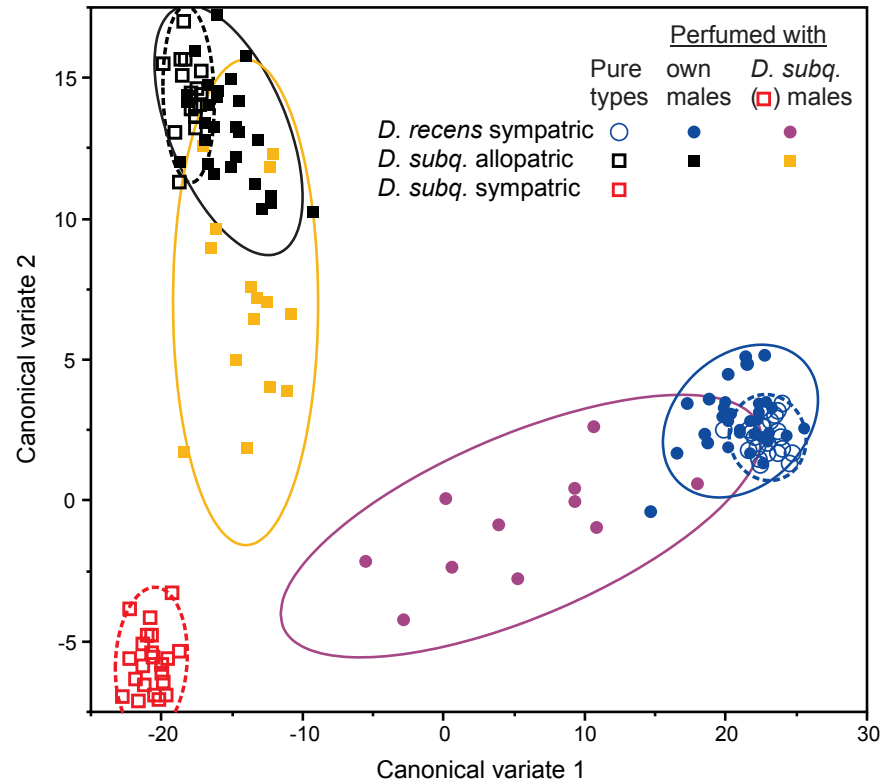 Perfumed with
Pure types own males D. subq. (□) males
D. recens sympatric
D. subq. allopatric
D. subq. sympatric
15
10
5
0
-5
Canonical variate 2
-20 -10 0 10 20 30
Canonical variate 1